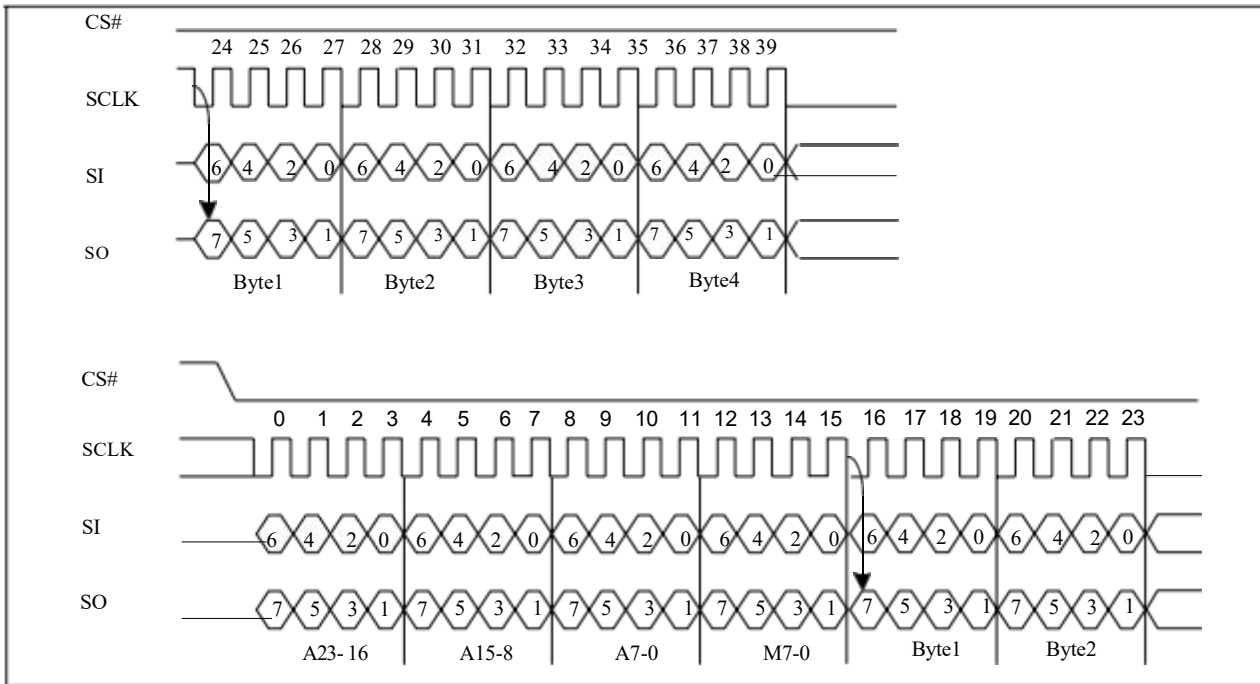 CS#
24 25 26 27 28 29 30 31 32 33 34 35 36 37 38 39
SCLK
SI
6 4 2 0 6 4 2 0 6 4 2 0 6 4 2 0
SO
7 5 3 1 7 5 3 1 7 5 3 1 7 5 3 1
Byte1 Byte2 Byte3 Byte4
CS#
0 1 2 3 4 5 6 7 8 9 10 11 12 13 14 15 16 17 18 19 20 21 22 23
SCLK
SI
6 4 2 0 6 4 2 0 6 4 2 0 6 4 2 0 6 4 2 0 6 4 2 0
SO
7 5 3 1 7 5 3 1 7 5 3 1 7 5 3 1 7 5 3 1 7 5 3 1
A23-16 A15-8 A7-0 M7-0 Byte1 Byte2